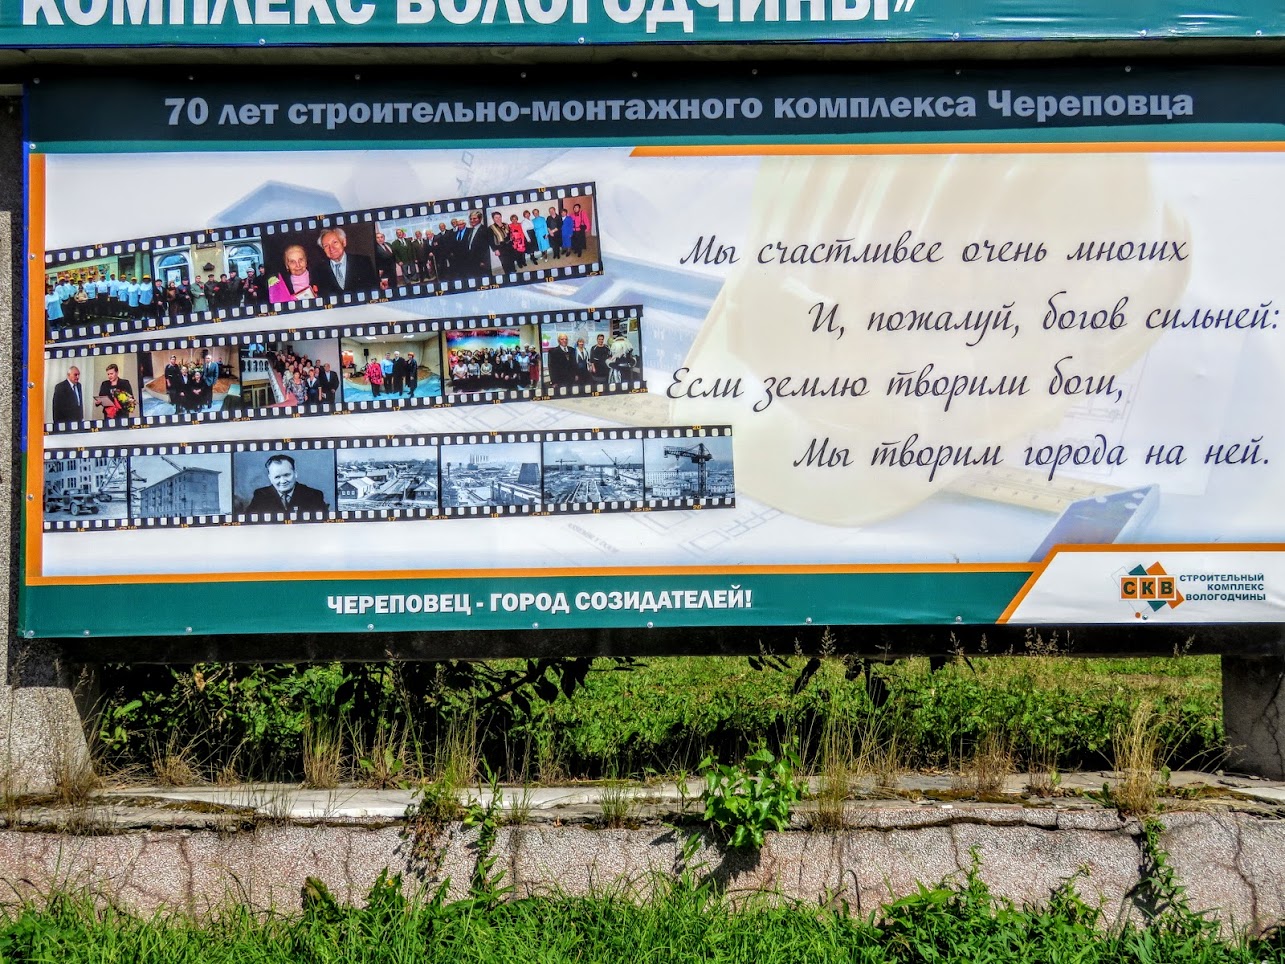 КОМПЛЕКС ВОЛОГОДЧИНЫ»
70 лет строительно-монтажного комплекса Череповца
Мы счастливее очень многих
И, пожалуй, богов сильней:
Если землю творили боги,
Мы творим города на ней.
СКВ
СТРОИТЕЛЬНЫЙ
КОМПЛЕКС
ВОЛОГОДЧИНЫ
ЧЕРЕПОВЕЦ - ГОРОД СОЗИДАТЕЛЕЙ!